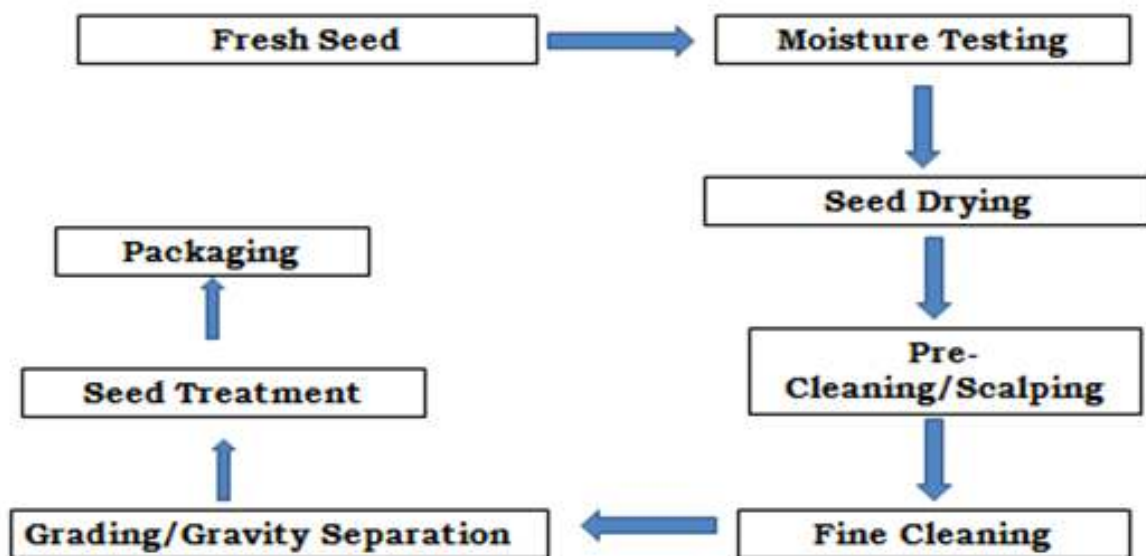 Fresh Seed
Moisture Testing
Seed Drying
Pre-
Cleaning/Scalping
Fine Cleaning
Grading/Gravity Separation
Seed Treatment
Packaging